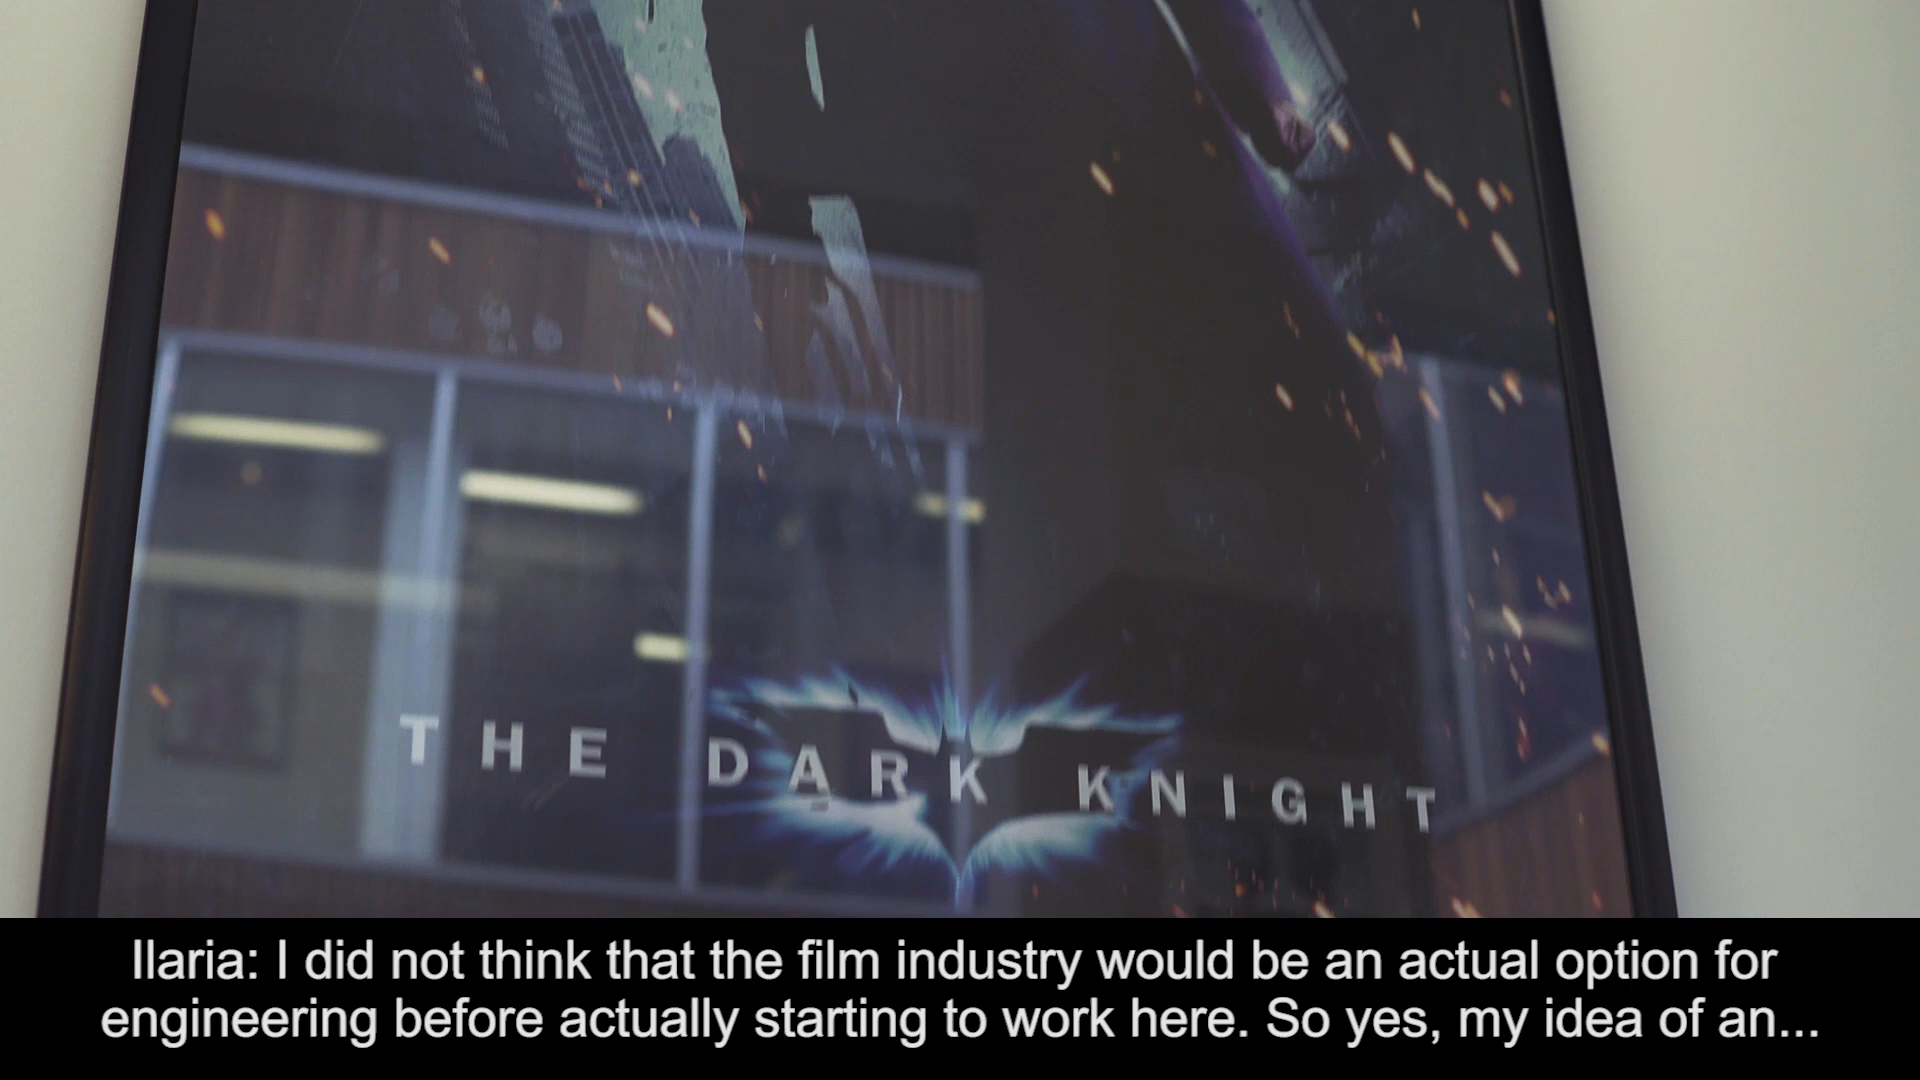 THE DARK KNIGHT
Ilaria: I did not think that the film industry would be an actual option for
engineering before actually starting to work here. So yes, my idea of an...